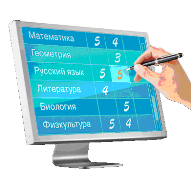 Математика 5 4
Геометрия 3
Русский язык 5 5
Литература 4
Биология 5
Физкультура 5 4